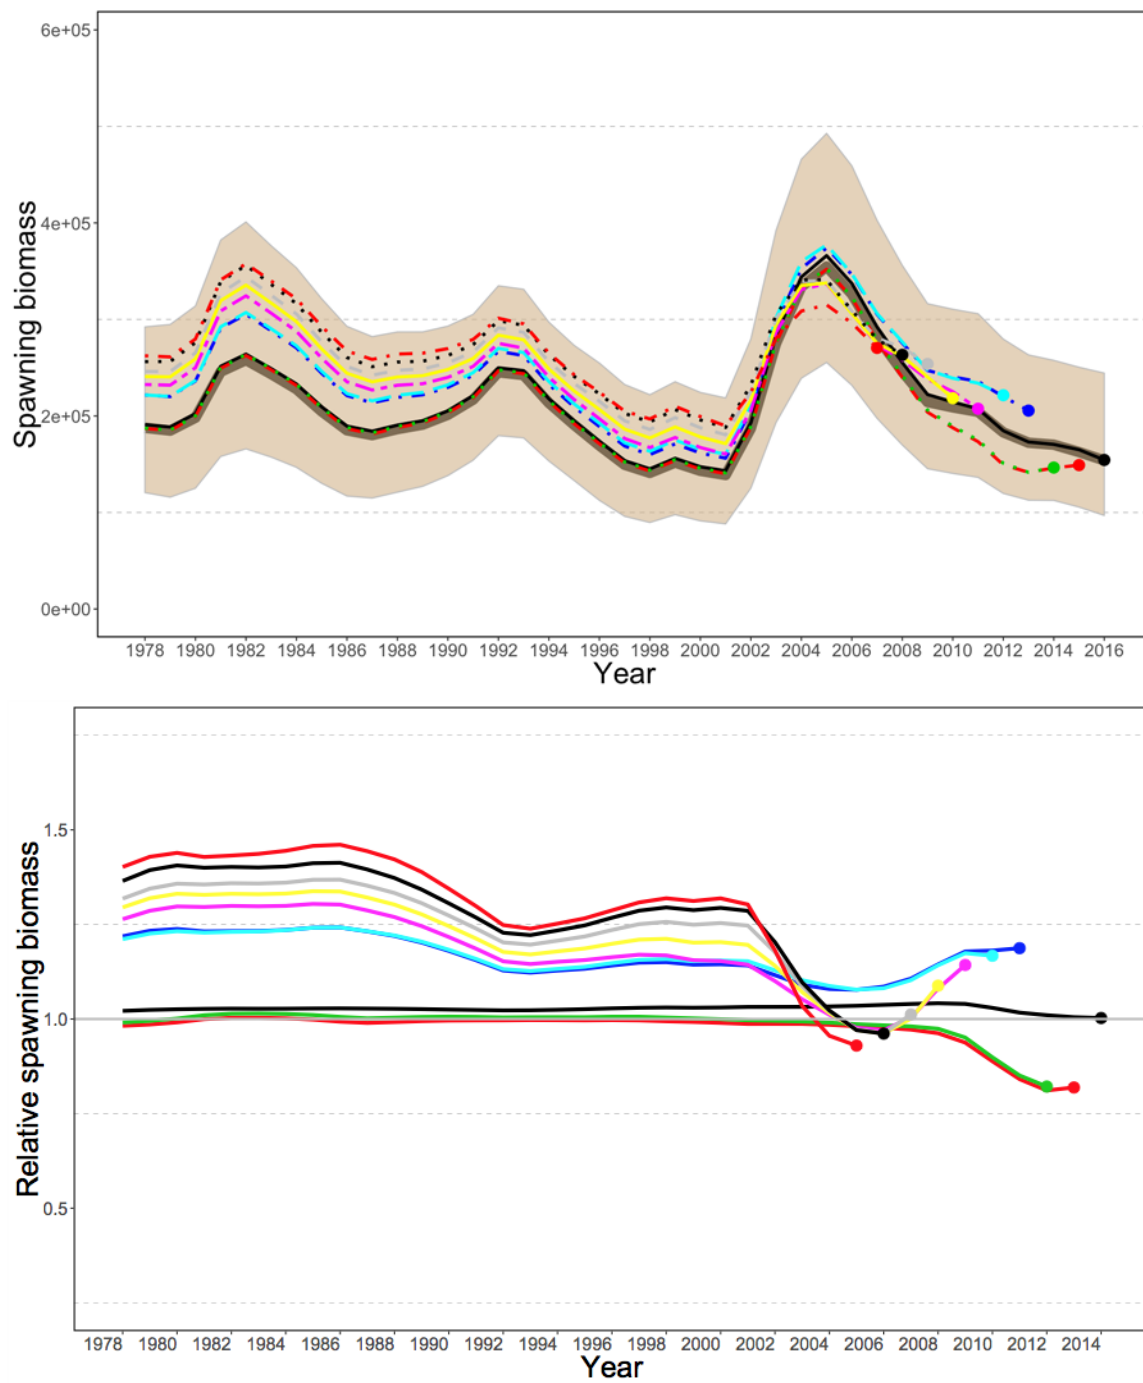 6e+05
4e+05
2e+05
0e+00
Spawning biomass
1978 1980 1982 1984 1986 1988 1990 1992 1994 1996 1998 2000 2002 2004 2006 2008 2010 2012 2014 2016
Year
1.5
1.0
0.5
Relative spawning biomass
1978 1980 1982 1984 1986 1988 1990 1992 1994 1996 1998 2000 2002 2004 2006 2008 2010 2012 2014
Year